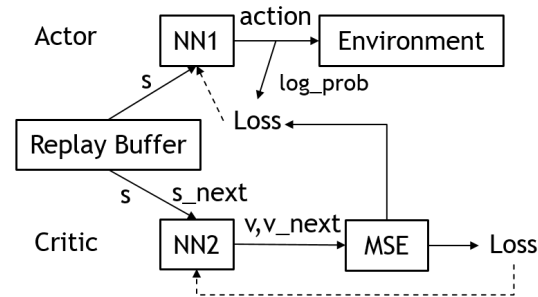 action
Actor
NN1
Environment
s
log_prob
Loss
Replay Buffer
s
s_next
v,v_next
Critic
NN2
MSE
Loss